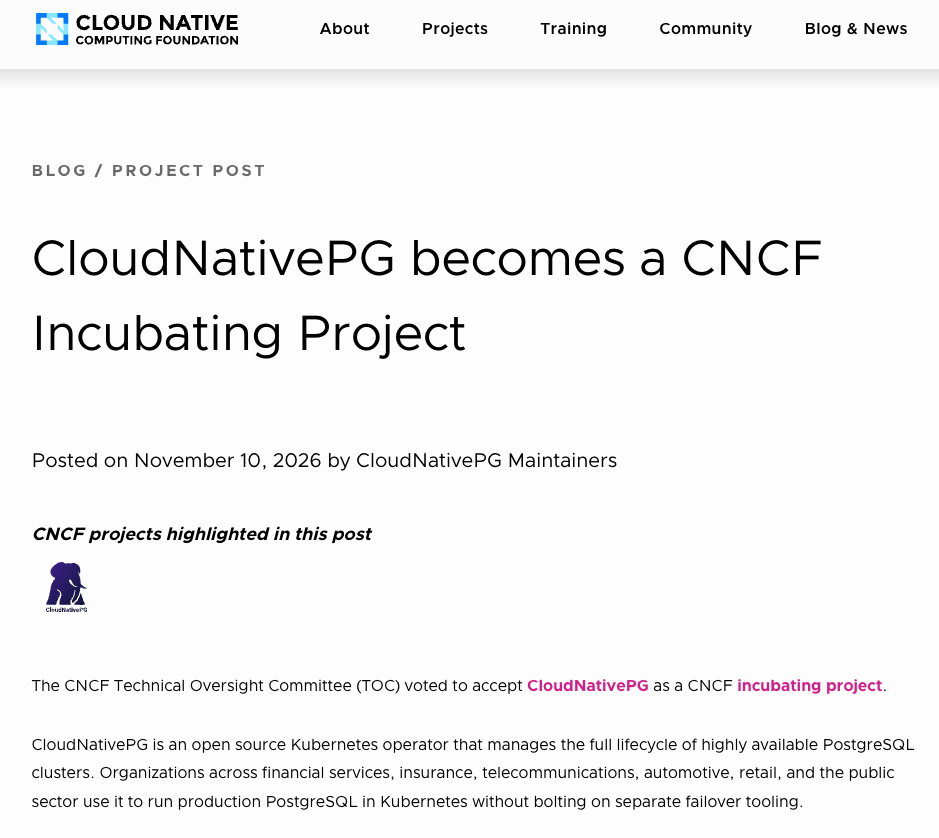 CLOUD NATIVE
COMPUTING FOUNDATION
About Projects Training Community Blog & News
BLOG / PROJECT POST
CloudNativePG becomes a CNCF
Incubating Project
Posted on November 10, 2026 by CloudNativePG Maintainers
CNCF projects highlighted in this post
CloudNativePG
The CNCF Technical Oversight Committee (TOC) voted to accept CloudNativePG as a CNCF incubating project.
CloudNativePG is an open source Kubernetes operator that manages the full lifecycle of highly available PostgreSQL
clusters. Organizations across financial services, insurance, telecommunications, automotive, retail, and the public
sector use it to run production PostgreSQL in Kubernetes without bolting on separate failover tooling.